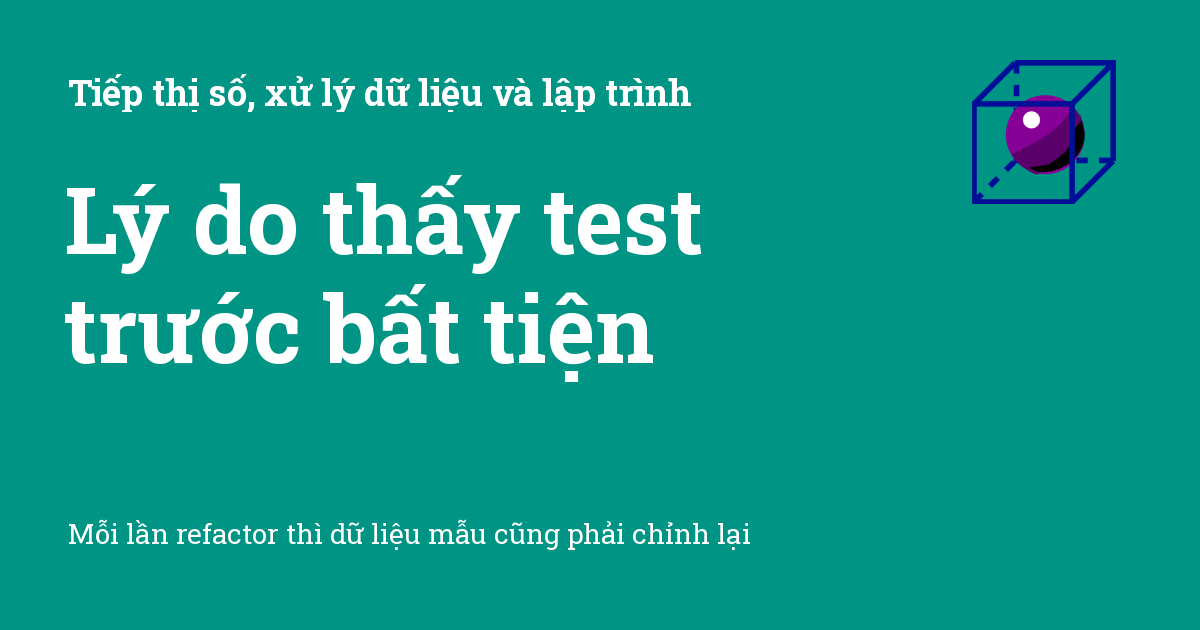 Tiếp thị số, xử lý dữ liệu và lập trình
Lý do thấy test
trước bất tiện
Mỗi lần refactor thì dữ liệu mẫu cũng phải chỉnh lại